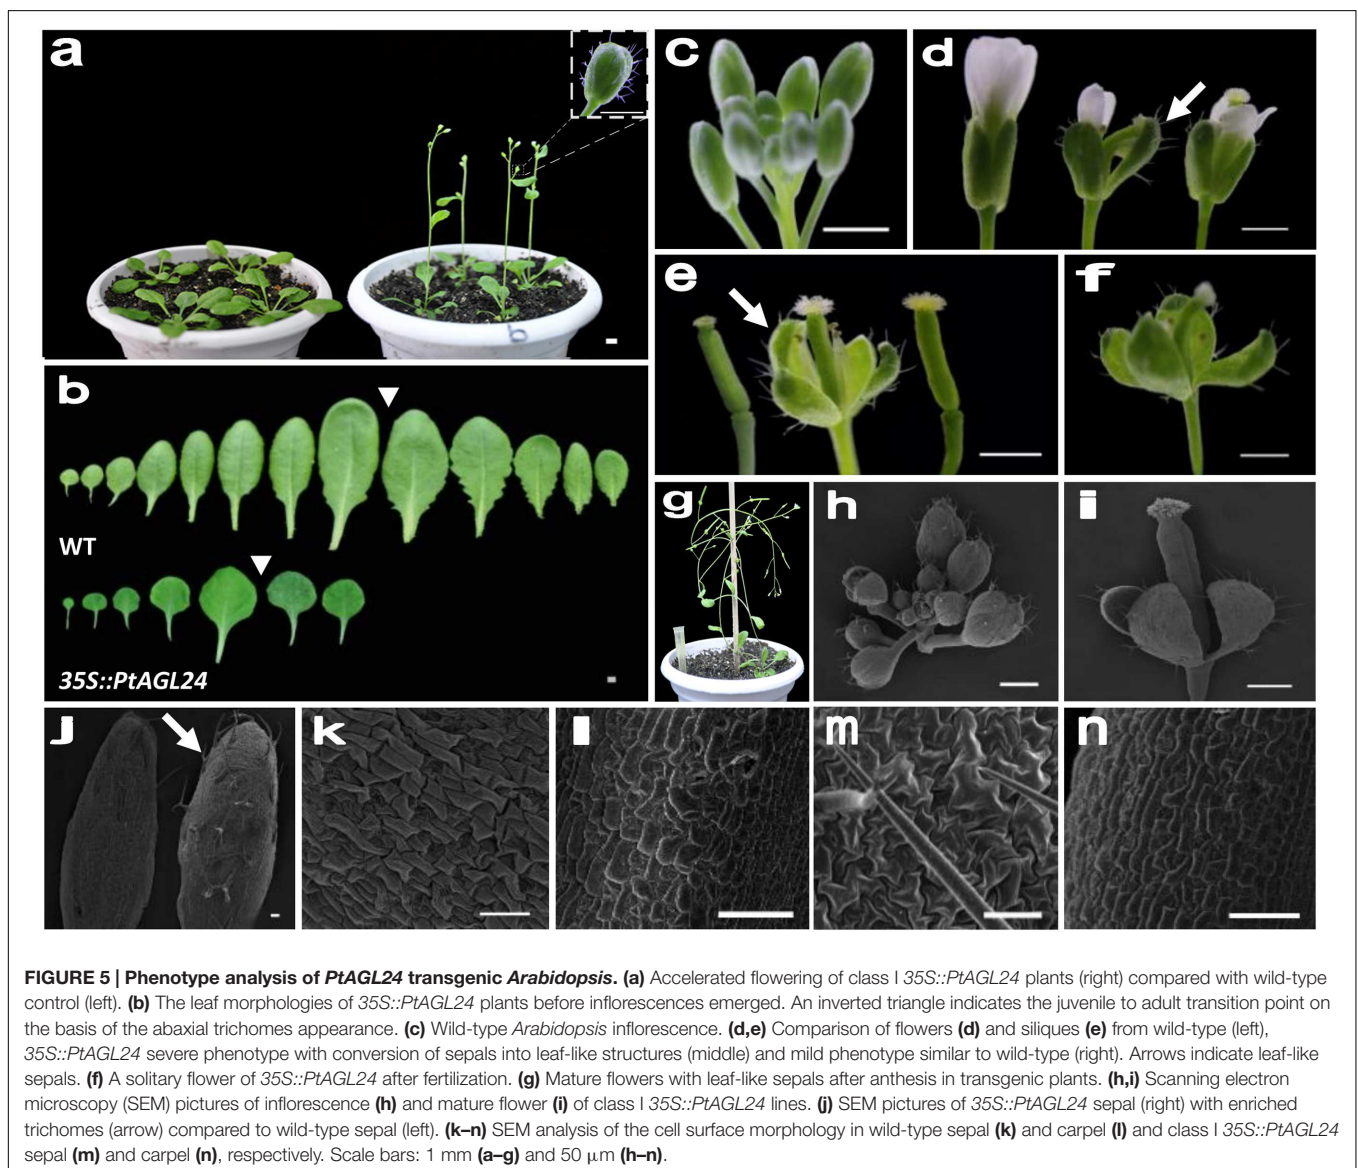 a
b
WT
35S::PtAGL24
c
d
e
f
g
h
i
j
k
l
m
n
FIGURE 5 | Phenotype analysis of PtAGL24 transgenic Arabidopsis. (a) Accelerated flowering of class I 35S::PtAGL24 plants (right) compared with wild-type
control (left). (b) The leaf morphologies of 35S::PtAGL24 plants before inflorescences emerged. An inverted triangle indicates the juvenile to adult transition point on
the basis of the abaxial trichomes appearance. (c) Wild-type Arabidopsis inflorescence. (d,e) Comparison of flowers (d) and siliques (e) from wild-type (left),
35S::PtAGL24 severe phenotype with conversion of sepals into leaf-like structures (middle) and mild phenotype similar to wild-type (right). Arrows indicate leaf-like
sepals. (f) A solitary flower of 35S::PtAGL24 after fertilization. (g) Mature flowers with leaf-like sepals after anthesis in transgenic plants. (h,i) Scanning electron
microscopy (SEM) pictures of inflorescence (h) and mature flower (i) of class I 35S::PtAGL24 lines. (j) SEM pictures of 35S::PtAGL24 sepal (right) with enriched
trichomes (arrow) compared to wild-type sepal (left). (k–n) SEM analysis of the cell surface morphology in wild-type sepal (k) and carpel (l) and class I 35S::PtAGL24
sepal (m) and carpel (n), respectively. Scale bars: 1 mm (a–g) and 50 μm (h–n).